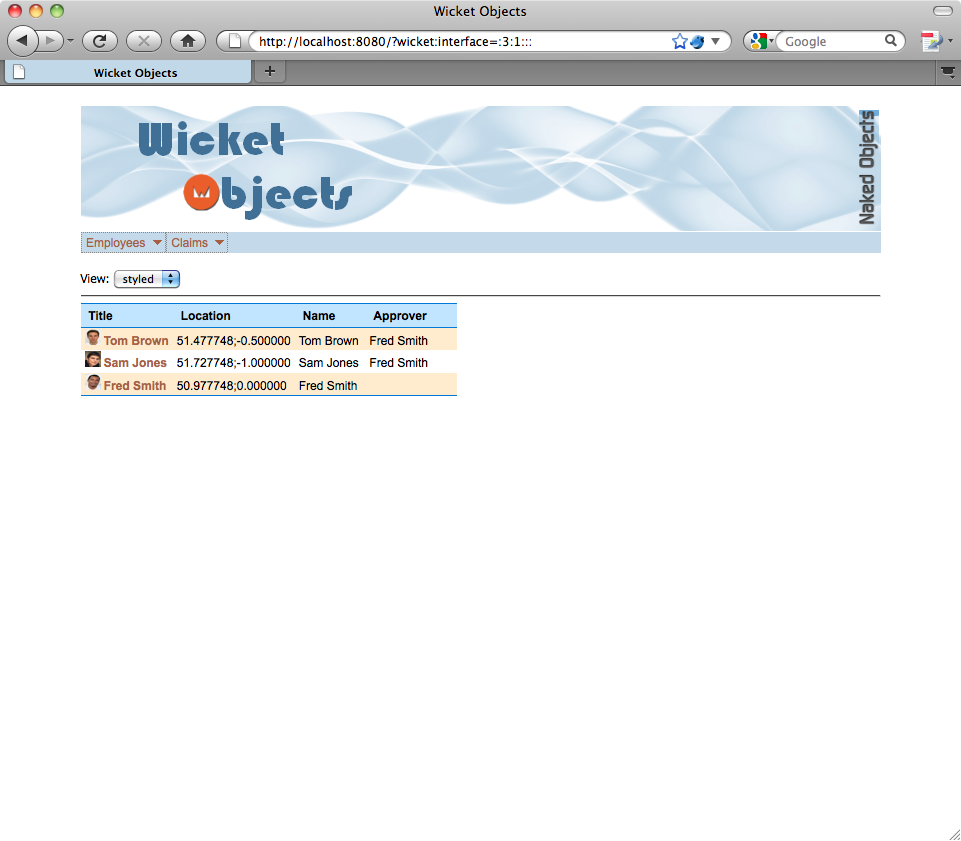 Wicket Objects
http://localhost:8080/?wicket:interface=:3:1:::
Google
Wicket Objects
Wicket
Objects
Naked Objects
Employees Claims
View: styled
Title Location Name Approver
Tom Brown 51.477748;-0.500000 Tom Brown Fred Smith
Sam Jones 51.727748;-1.000000 Sam Jones Fred Smith
Fred Smith 50.977748;0.000000 Fred Smith